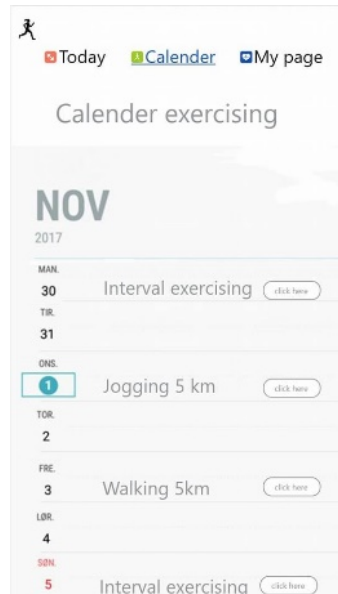 Today Calender My page
Calender exercising
NOV
2017
MAN.
30 Interval exercising click here
TIR.
31
ONS.
1 Jogging 5 km click here
TOR.
2
FRE.
3 Walking 5km click here
LØR.
4
SØN.
5 Interval exercising click here